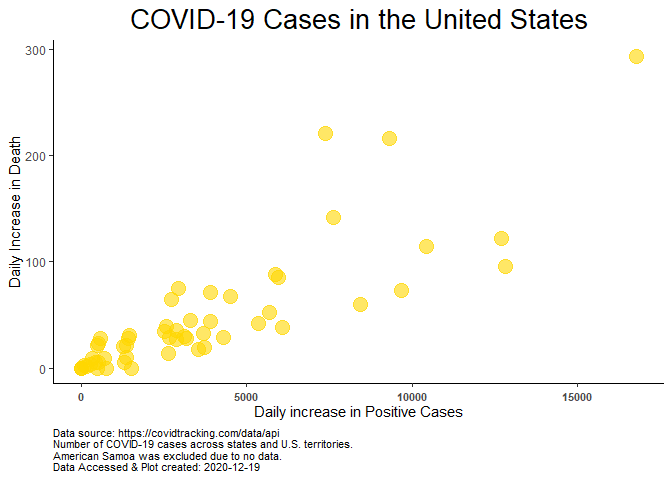 COVID-19 Cases in the United States
Daily Increase in Death
300
200
100
0
0
5000
10000
15000
Daily increase in Positive Cases
Data source: https://covidtracking.com/data/api
Number of COVID-19 cases across states and U.S. territories.
American Samoa was excluded due to no data.
Data Accessed & Plot created: 2020-12-19